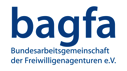 bagfa
Bundesarbeitsgemeinschaft
der Freiwilligenagenturen e.V.